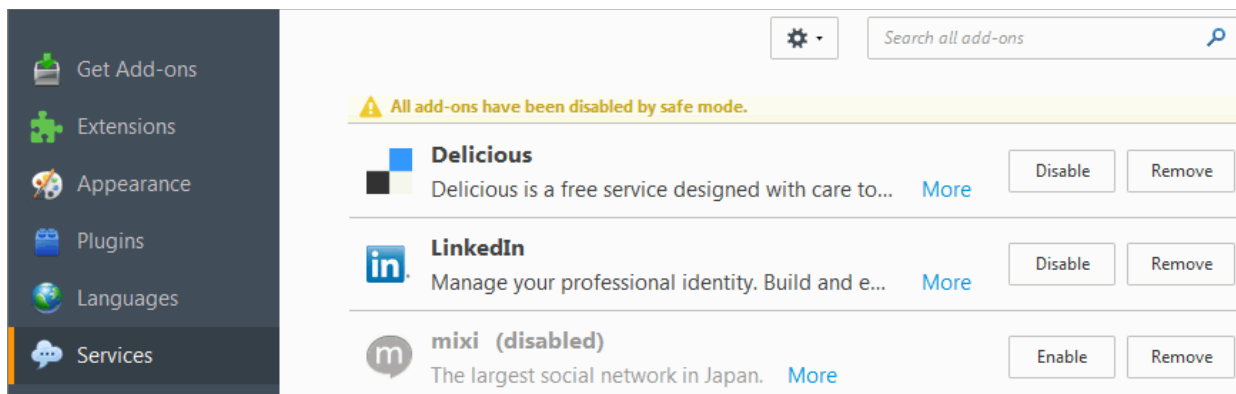 Search all add-ons
Get Add-ons
Extensions
Appearance
Plugins
Languages
Services
All add-ons have been disabled by safe mode.
Delicious
Delicious is a free service designed with care to... More
Disable Remove
in.
LinkedIn
Manage your professional identity. Build and e... More
Disable Remove
m
mixi (disabled)
The largest social network in Japan. More
Enable Remove